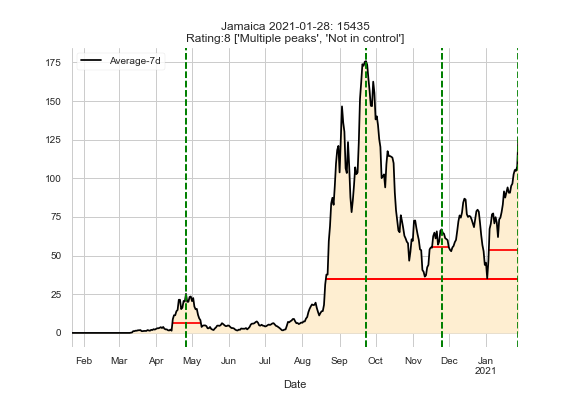 Jamaica 2021-01-28: 15435
Rating:8 ['Multiple peaks', 'Not in control']
Average-7d
175
150
125
100
75
50
25
0
Feb Mar Apr May Jun Jul Aug Sep Oct Nov Dec Jan
2021
Date